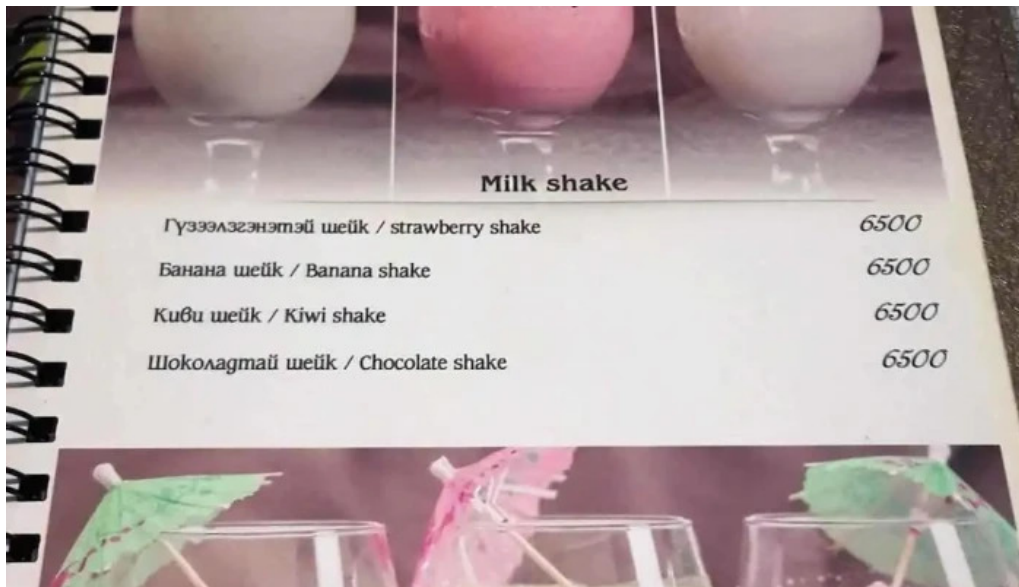 Milk shake
Гүзээлзгэнэтэй шейк / strawberry shake 6500
Банана шейк / Banana shake 6500
Киви шейк / Kiwi shake 6500
Шоколадтай шейк / Chocolate shake 6500